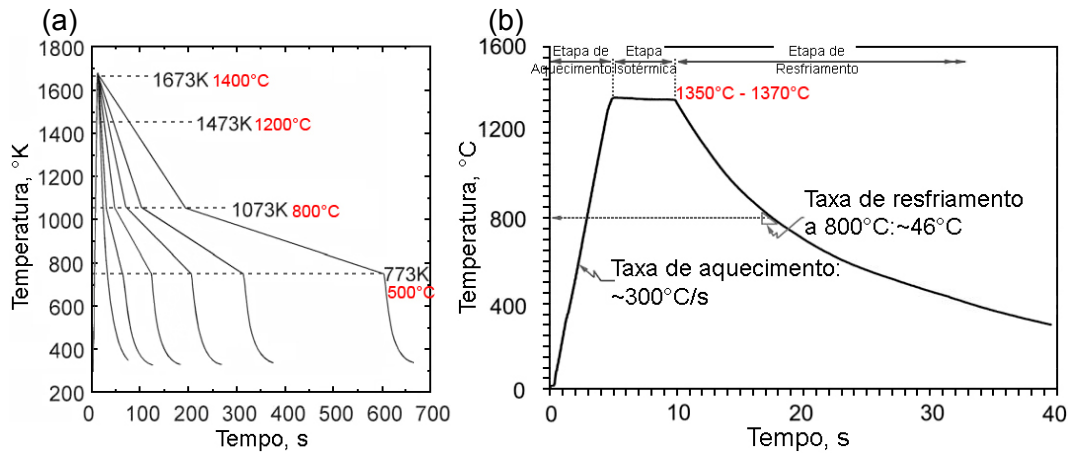 (a)
1800
1600
1400
1200
1000
800
600
400
200
Temperatura, °K
1673K 1400°C
1473K 1200°C
1073K 800°C
773K
500°C
0 100 200 300 400 500 600 700
Tempo, s
(b)
1600
1200
800
400
0
Temperatura, °C
Etapa de
Aquecimento
Etapa
Isotérmica
Etapa de
Resfriamento
1350°C - 1370°C
Taxa de resfriamento
a 800°C:~46°C
Taxa de aquecimento:
~300°C/s
0 10 20 30 40
Tempo, s